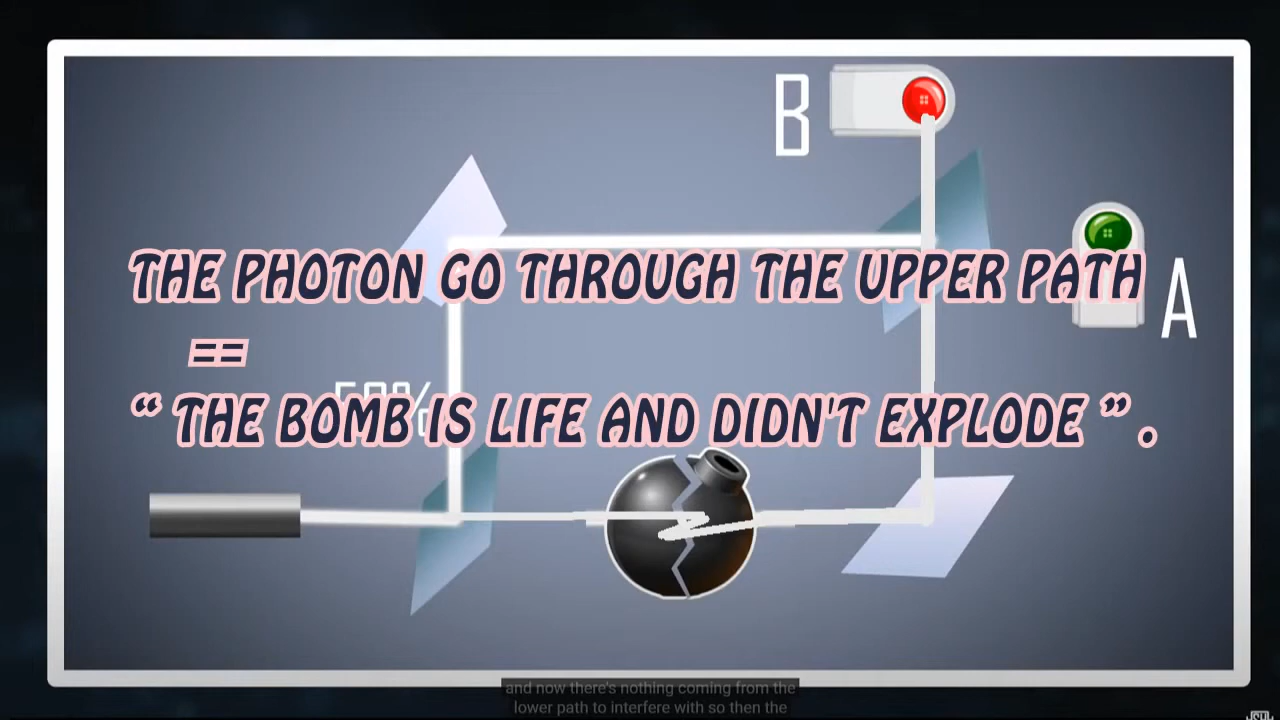 B
THE PHOTON GO THROUGH THE UPPER PATH
A
==
“ THE BOMB IS LIFE AND DIDN'T EXPLODE ” .
and now there's nothing coming from the
lower path to interfere with so then the